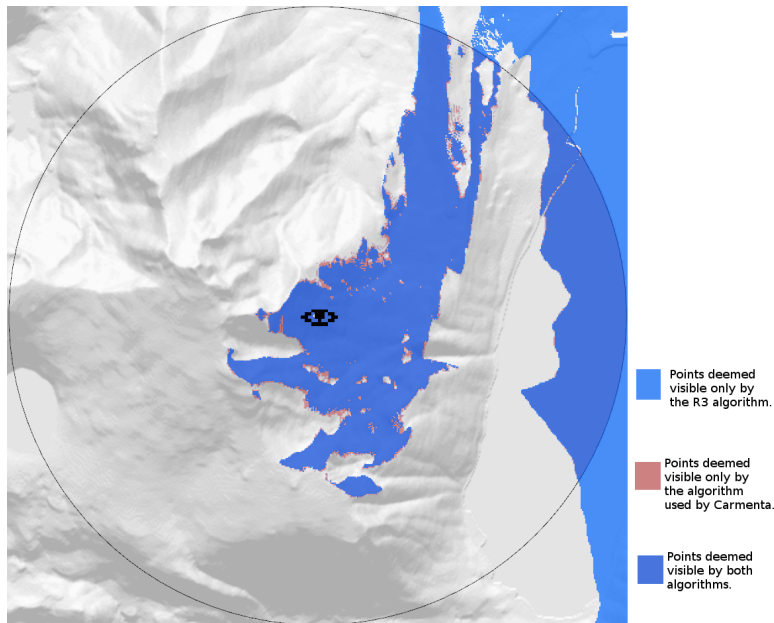 Points deemed
visible only by
the R3 algorithm.
Points deemed
visible only by
the algorithm
used by Carmenta.
Points deemed
visible by both
algorithms.